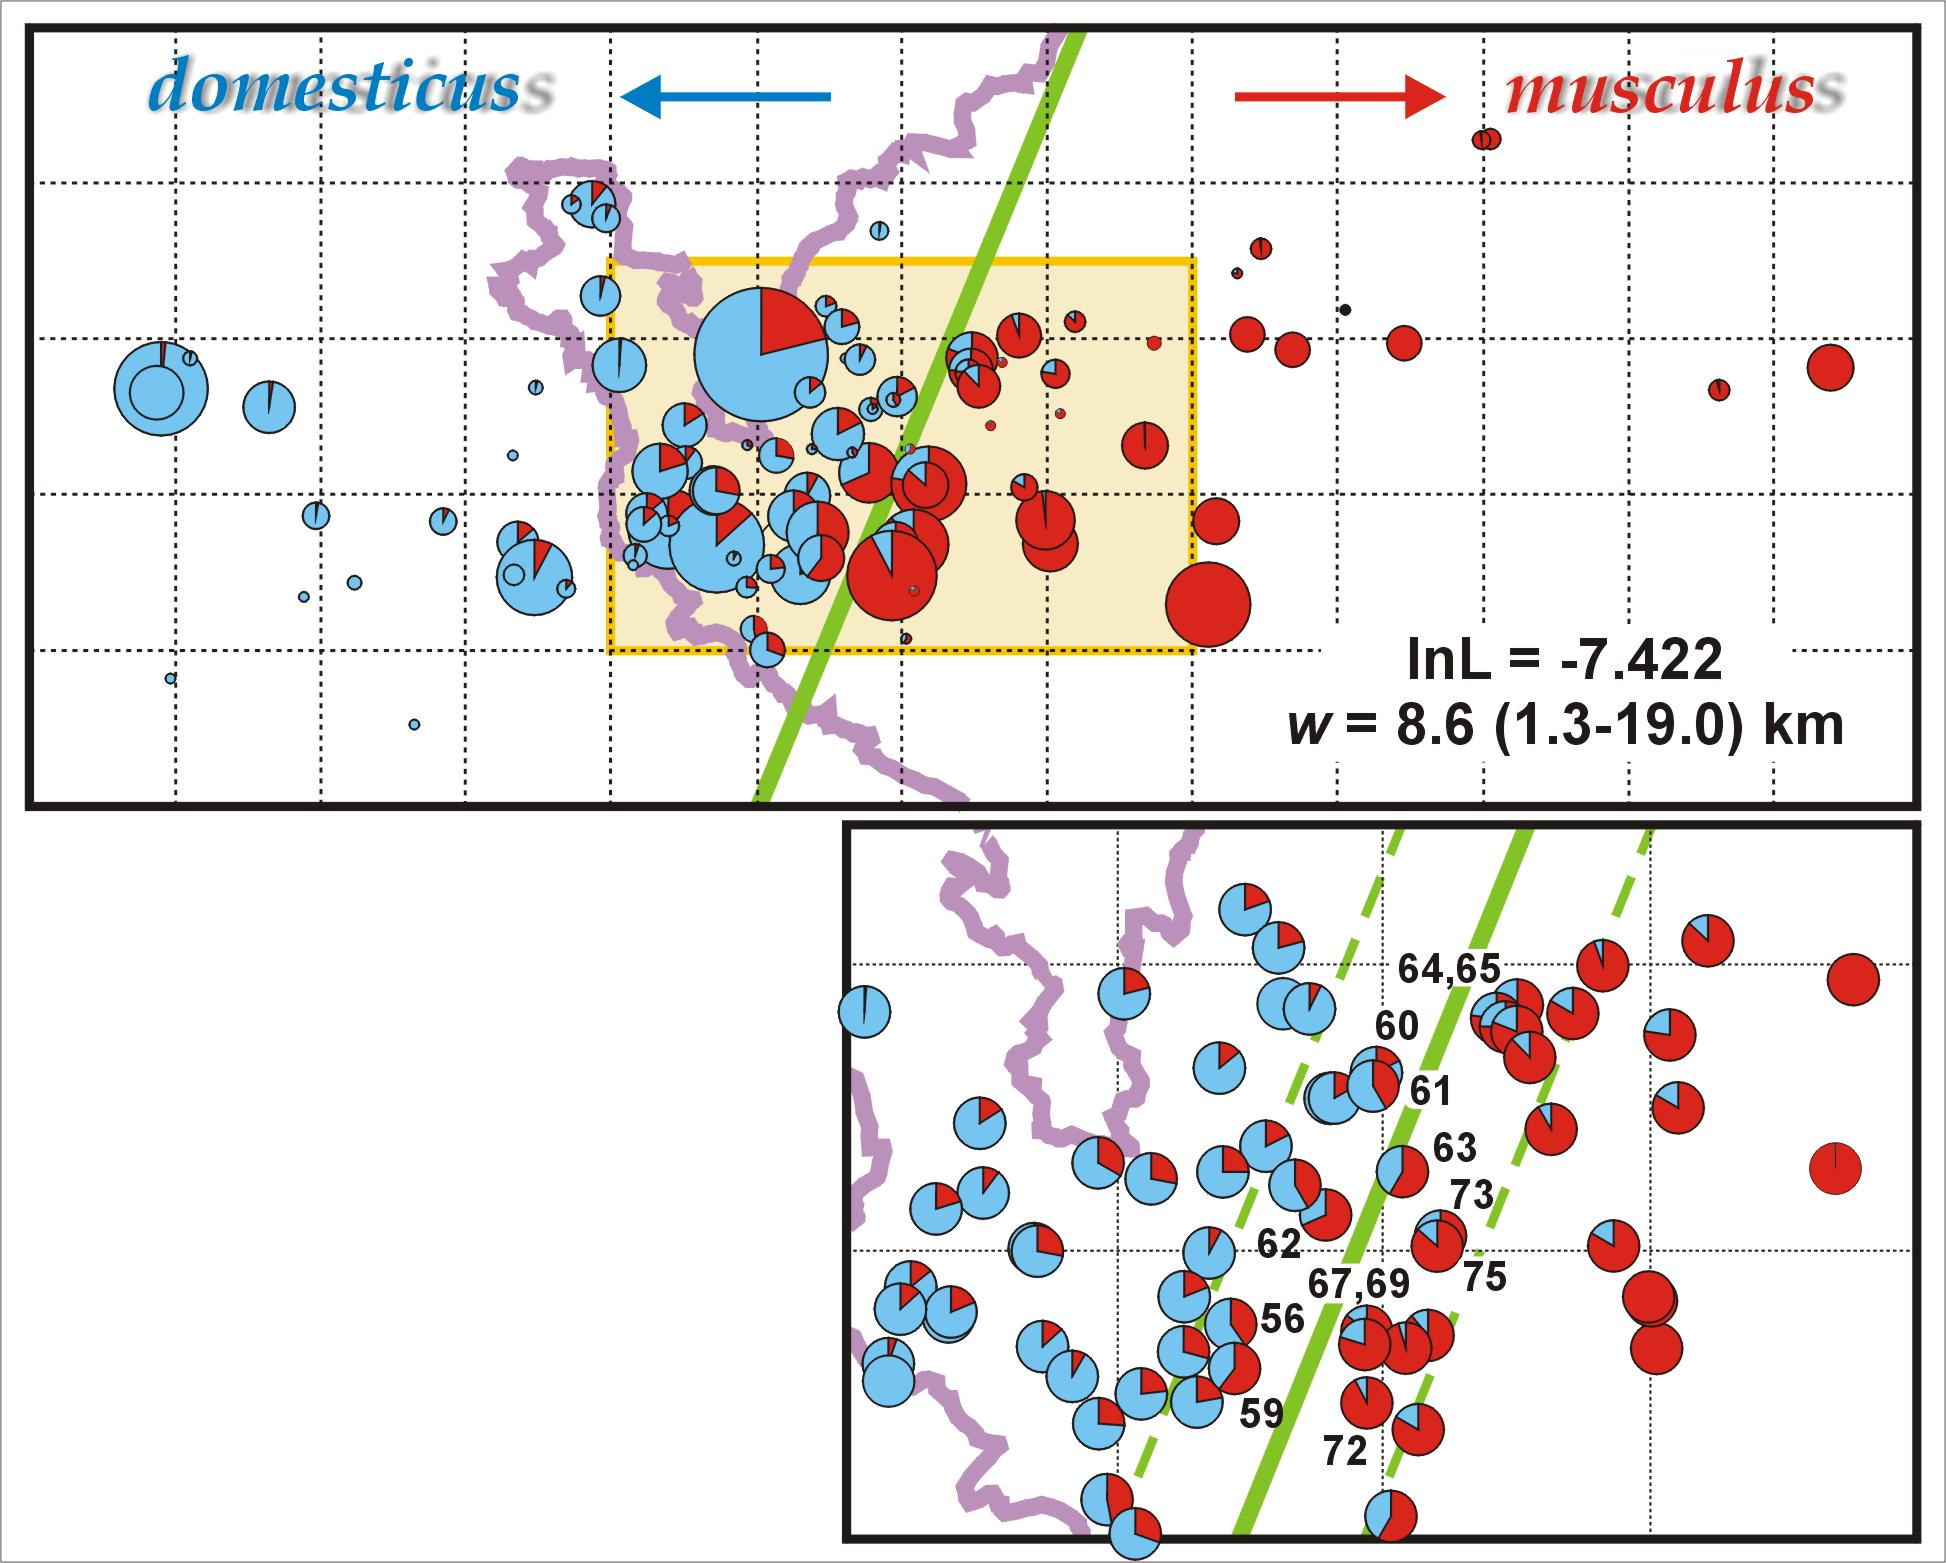 domesticus
musculus
lnL = -7.422
w = 8.6 (1.3-19.0) km
64,65
60
61
63
73
62
75
67,69
56
59
72